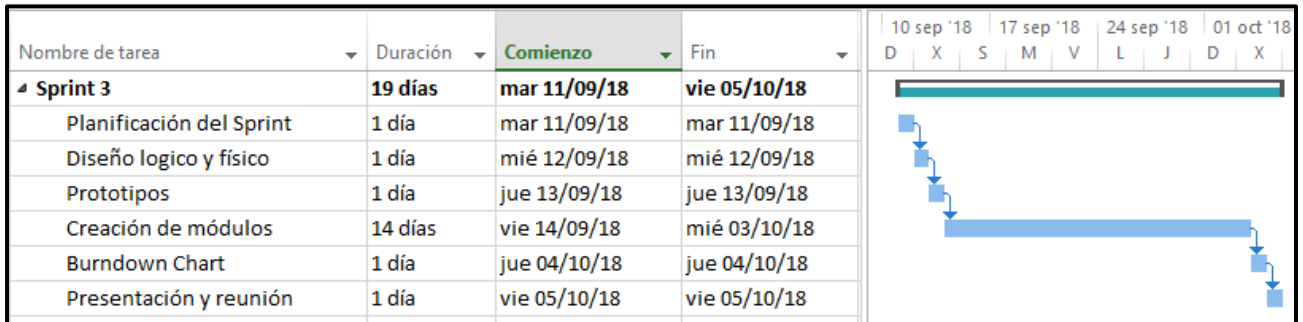 10 sep '18 17 sep '18 24 sep '18 01 oct '18
Nombre de tarea Duración Comienzo Fin D X S M V L J D X
Sprint 3 19 días mar 11/09/18 vie 05/10/18
Planificación del Sprint 1 día mar 11/09/18 mar 11/09/18
Diseño logico y físico 1 día mié 12/09/18 mié 12/09/18
Prototipos 1 día jue 13/09/18 jue 13/09/18
Creación de módulos 14 días vie 14/09/18 mié 03/10/18
Burndown Chart 1 día jue 04/10/18 jue 04/10/18
Presentación y reunión 1 día vie 05/10/18 vie 05/10/18